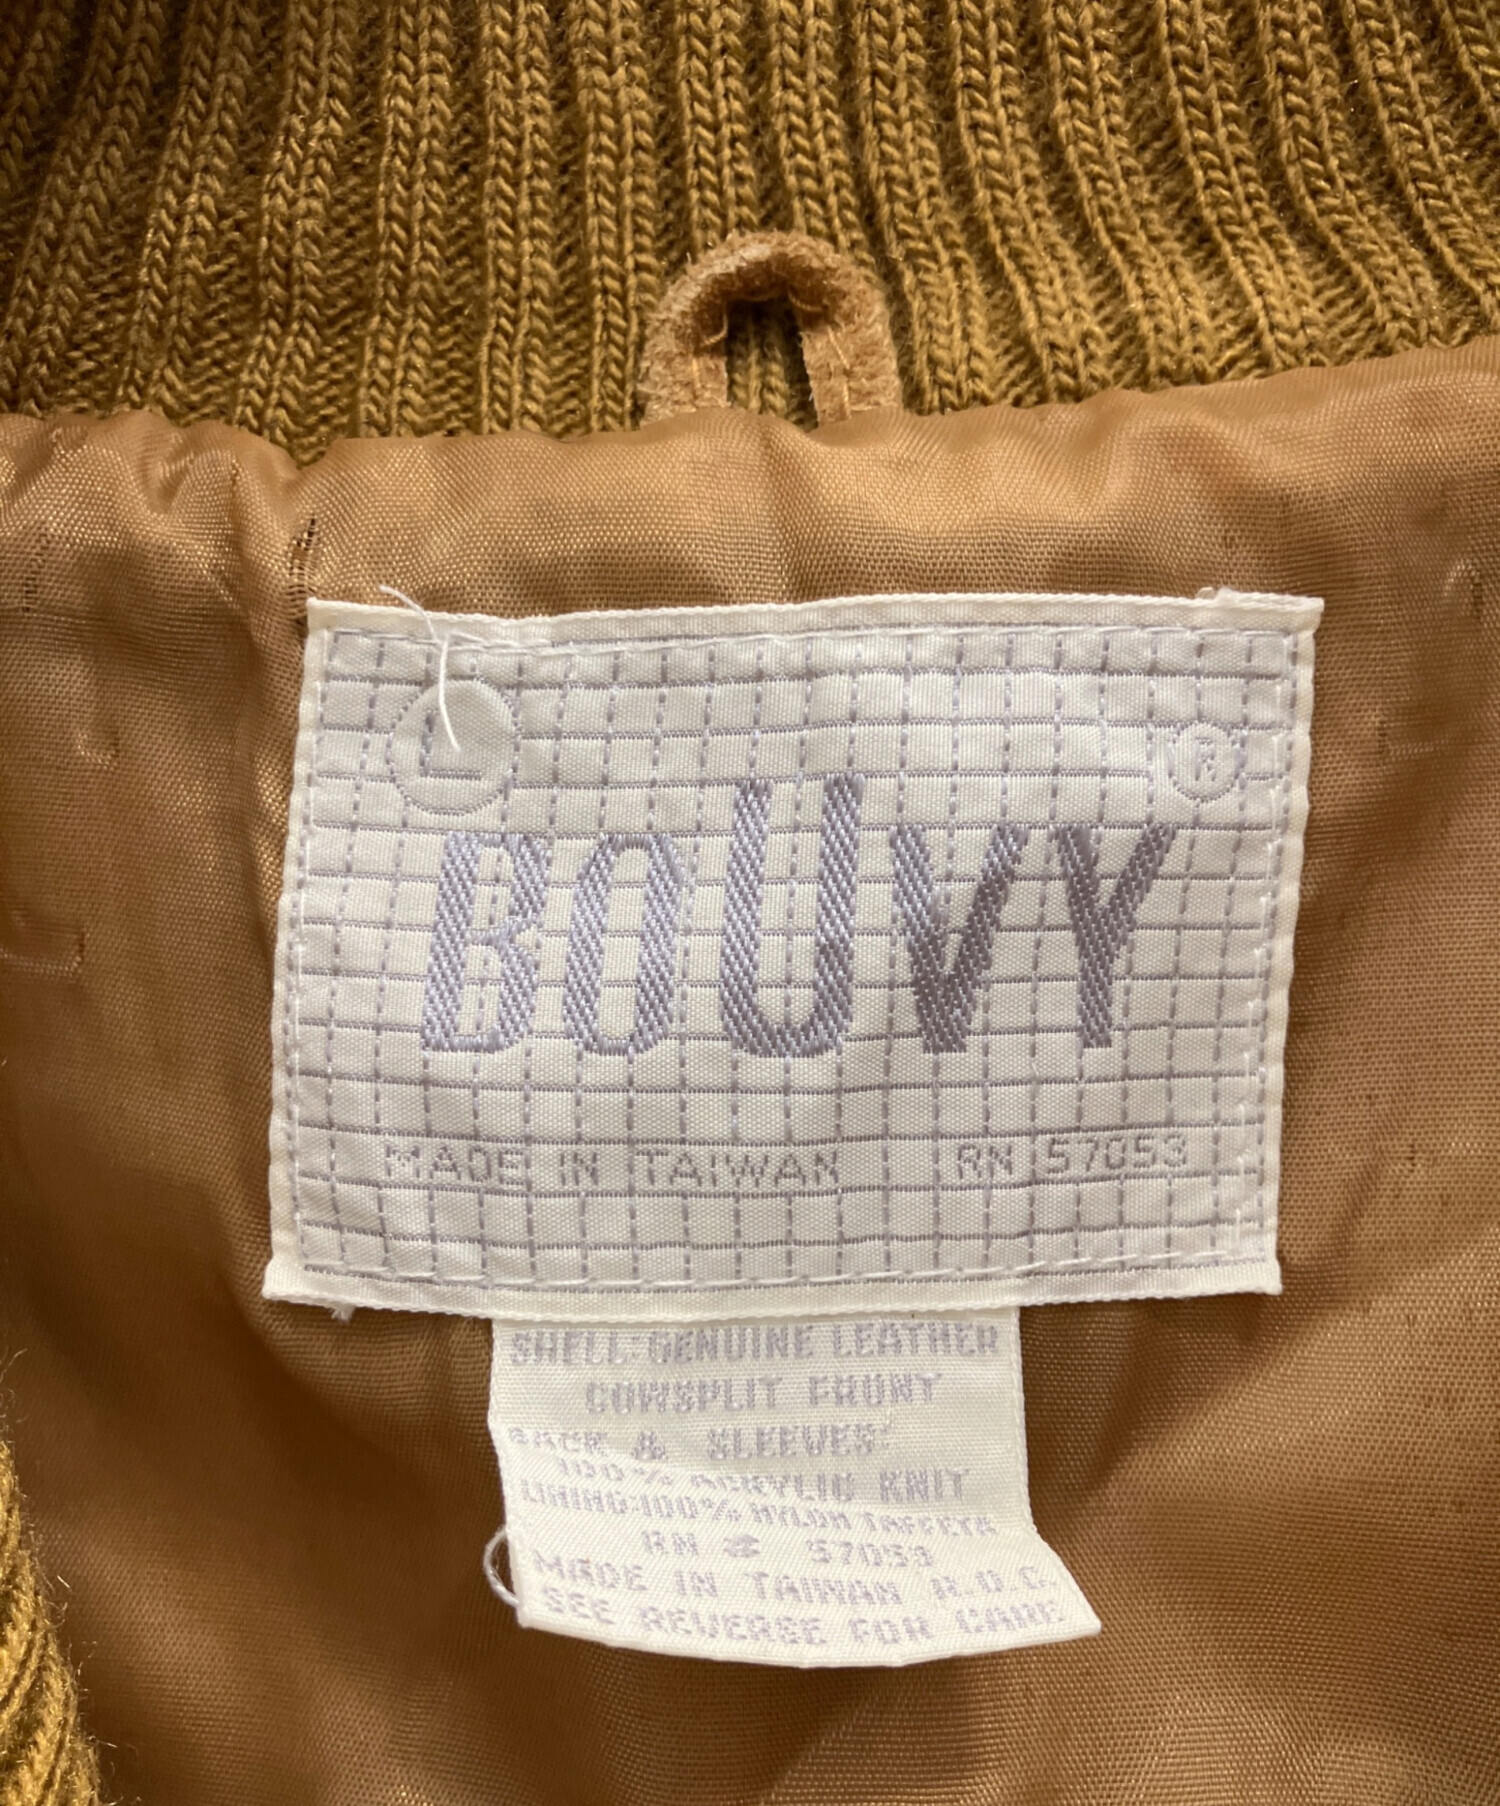 L
®
BOUVY
MADE IN TAIWAN RN 57053
SHELL:GENUINE LEATHER
COWSPLIT FRONT
BACK & SLEEVES:
100% ACRYLIC KNIT
LINING:100% NYLON TAFFETA
RN # 57053
MADE IN TAIWAN R.O.C.
SEE REVERSE FOR CARE